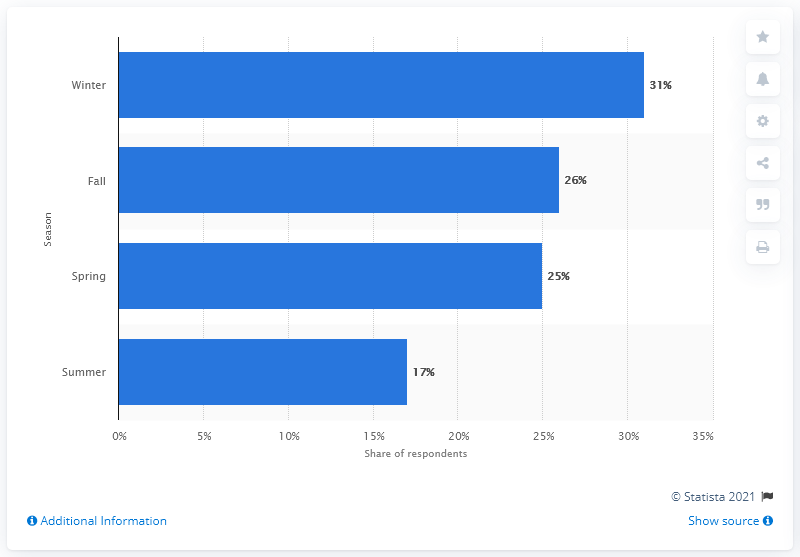 Winter
31%
Fall
26%
Season
Spring
25%
Summer
17%
0% 5% 10% 15% 20% 25% 30% 35%
Share of respondents
© Statista 2021
Additional Information
Show source